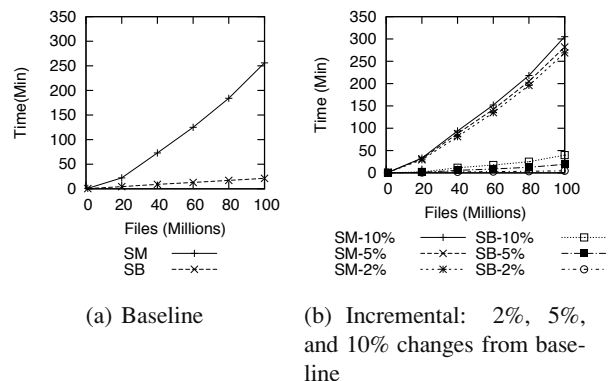 350
300
250
200
150
100
50
0
Time(Min)
0 20 40 60 80 100
Files (Millions)
SM
SB
(a) Baseline
350
300
250
200
150
100
50
0
Time (Min)
0 20 40 60 80 100
Files (Millions)
SM-10% SB-10%
SM-5% SB-5%
SM-2% SB-2%
(b) Incremental: 2%, 5%,
and 10% changes from base-
line